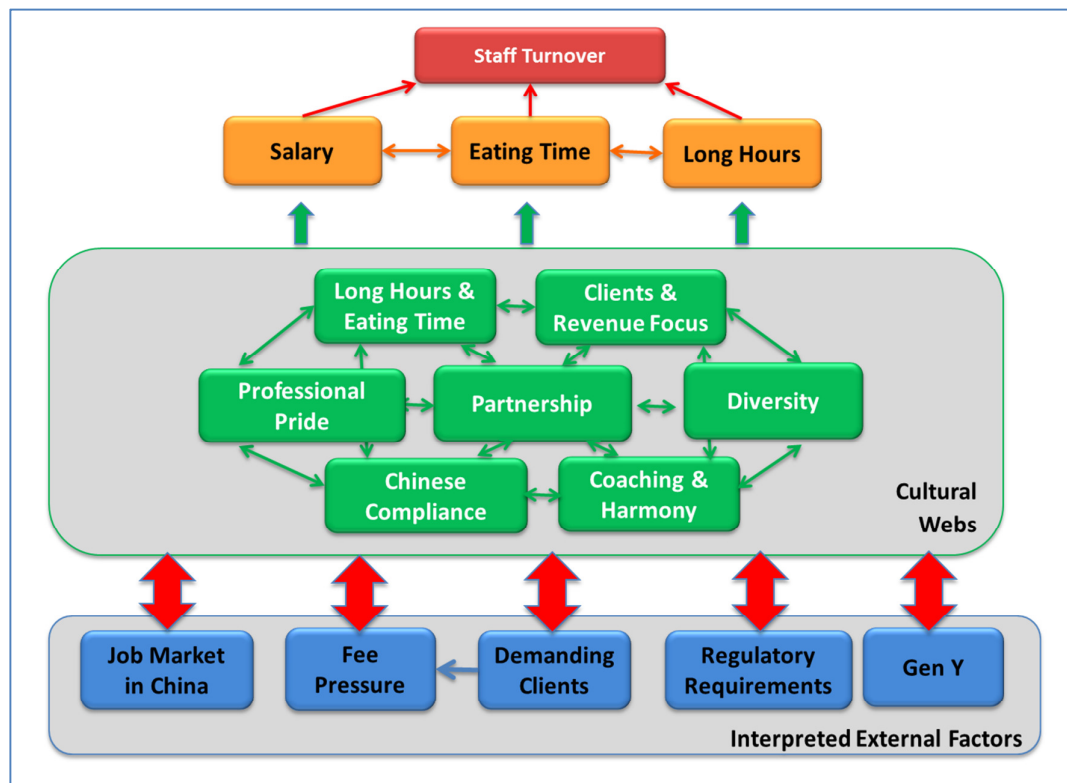 Staff Turnover
Salary
Eating Time
Long Hours
Long Hours &
Eating Time
Clients &
Revenue Focus
Professional
Pride
Partnership
Diversity
Chinese
Compliance
Coaching &
Harmony
Cultural
Webs
Job Market
in China
Fee
Pressure
Demanding
Clients
Regulatory
Requirements
Gen Y
Interpreted External Factors